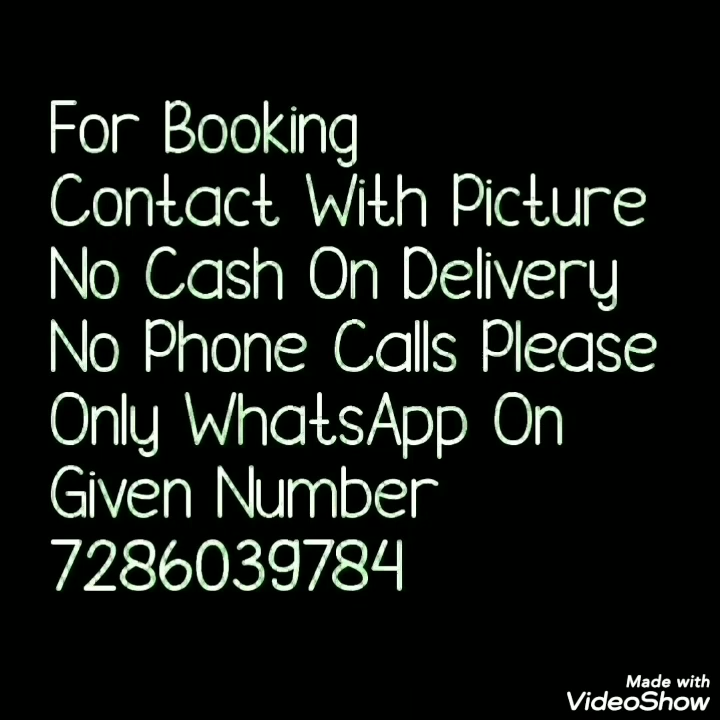 For Booking
Contact With Picture
No Cash On Delivery
No Phone Calls Please
Only WhatsApp On
Given Number
7286039784
Made with
VideoShow